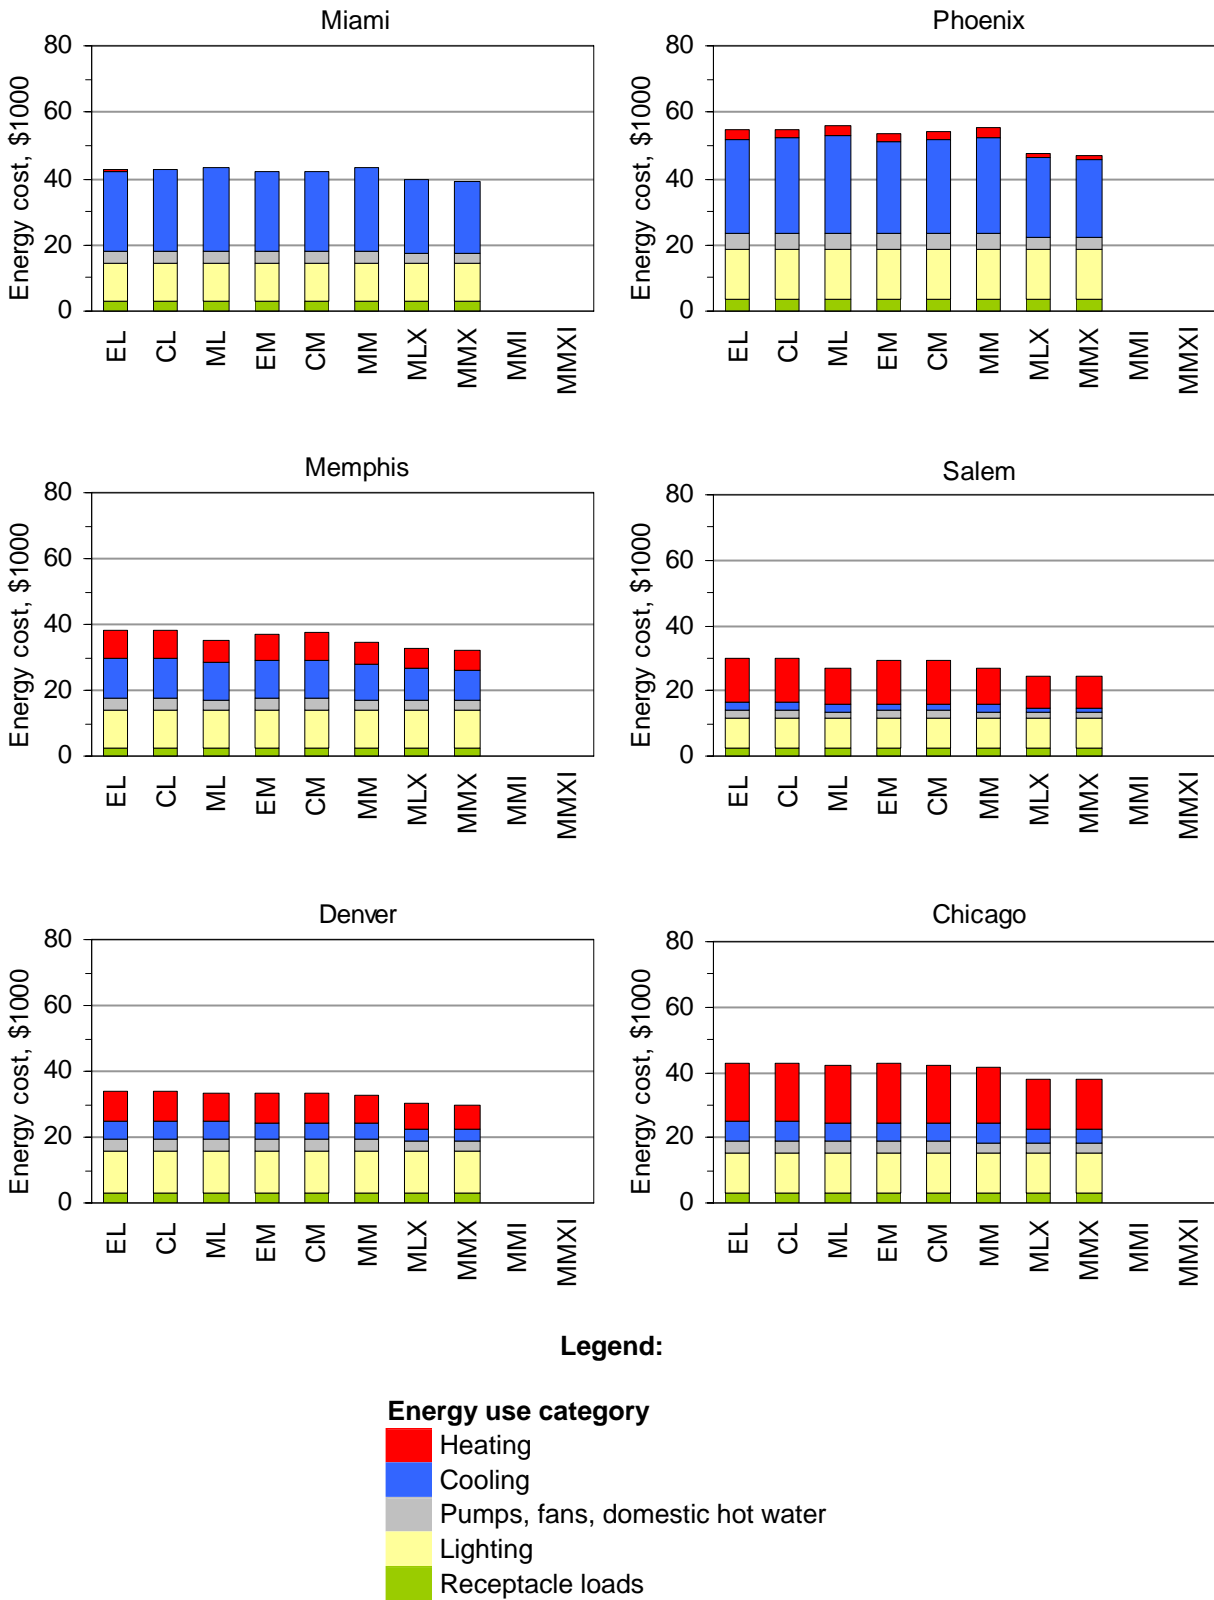 Miami
Energy cost, $1000
80
60
40
20
0
EL CL ML EM CM MM MLX MMX MMI MMXI
Phoenix
Energy cost, $1000
80
60
40
20
0
EL CL ML EM CM MM MLX MMX MMI MMXI
Memphis
Energy cost, $1000
80
60
40
20
0
EL CL ML EM CM MM MLX MMX MMI MMXI
Salem
Energy cost, $1000
80
60
40
20
0
EL CL ML EM CM MM MLX MMX MMI MMXI
Denver
Energy cost, $1000
80
60
40
20
0
EL CL ML EM CM MM MLX MMX MMI MMXI
Chicago
Energy cost, $1000
80
60
40
20
0
EL CL ML EM CM MM MLX MMX MMI MMXI
Legend:
Energy use category
Heating
Cooling
Pumps, fans, domestic hot water
Lighting
Receptacle loads